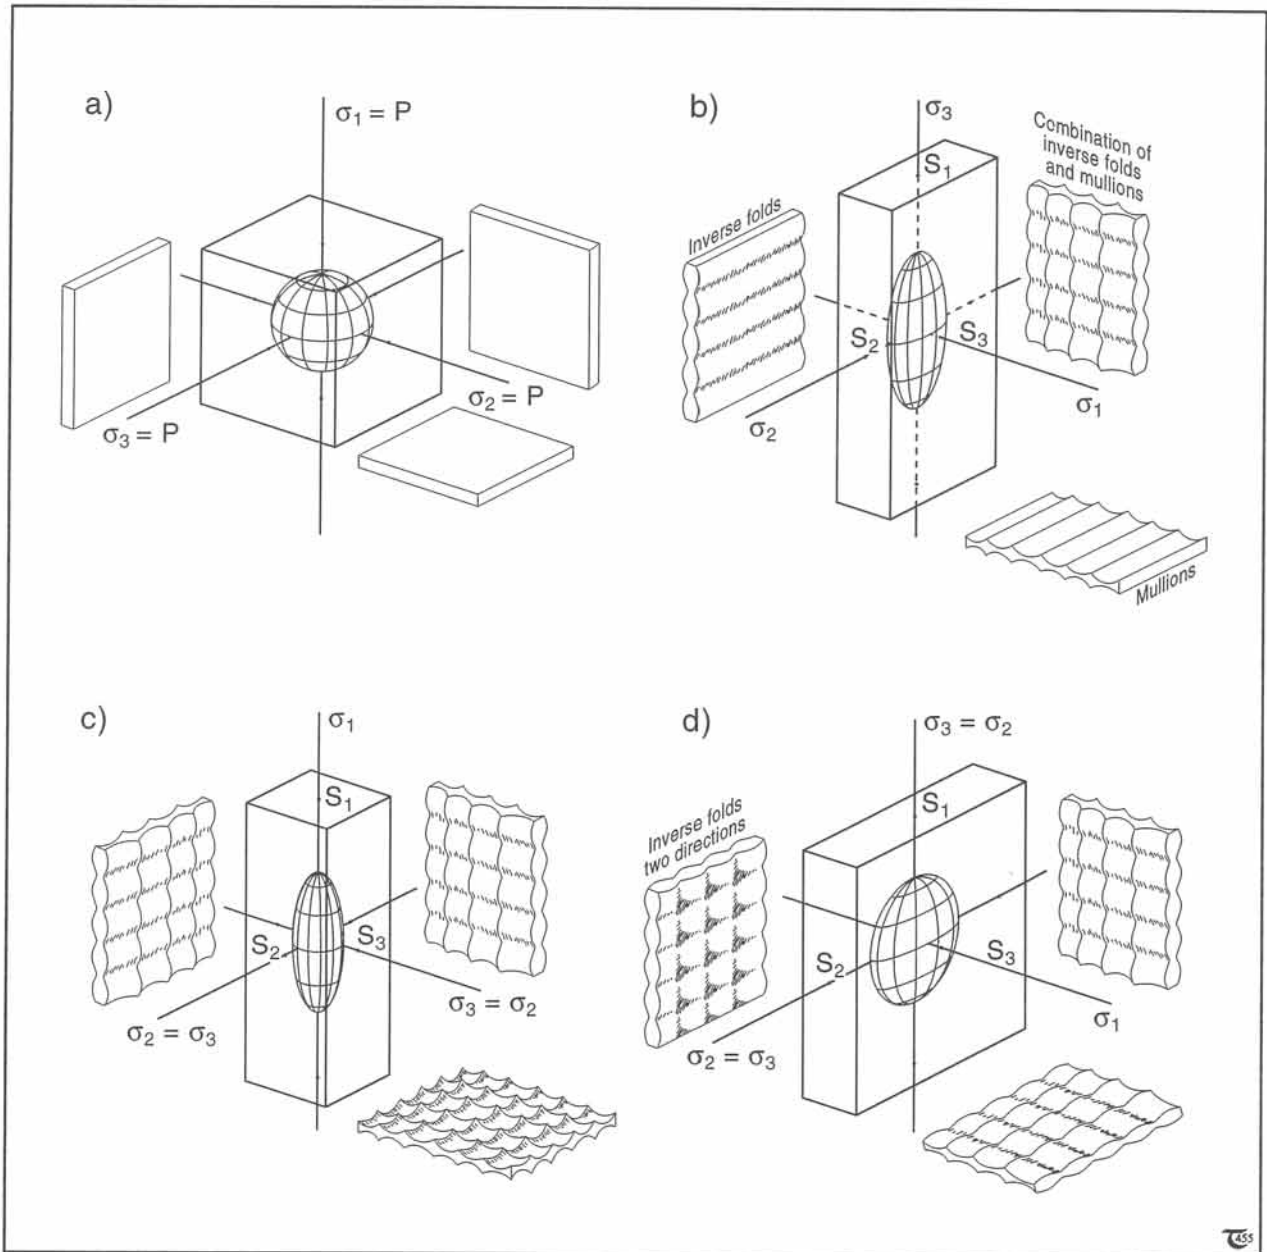 a)
σ₁ = P
σ₂ = P
σ₃ = P
b)
σ₃
S₁
Combination of
inverse folds
and mullions
Inverse folds
S₂
S₃
σ₂
σ₁
Mullions
c)
σ₁
S₁
S₂
S₃
σ₃ = σ₂
σ₂ = σ₃
d)
σ₃ = σ₂
S₁
Inverse folds
two directions
S₂
S₃
σ₁
σ₂ = σ₃
455